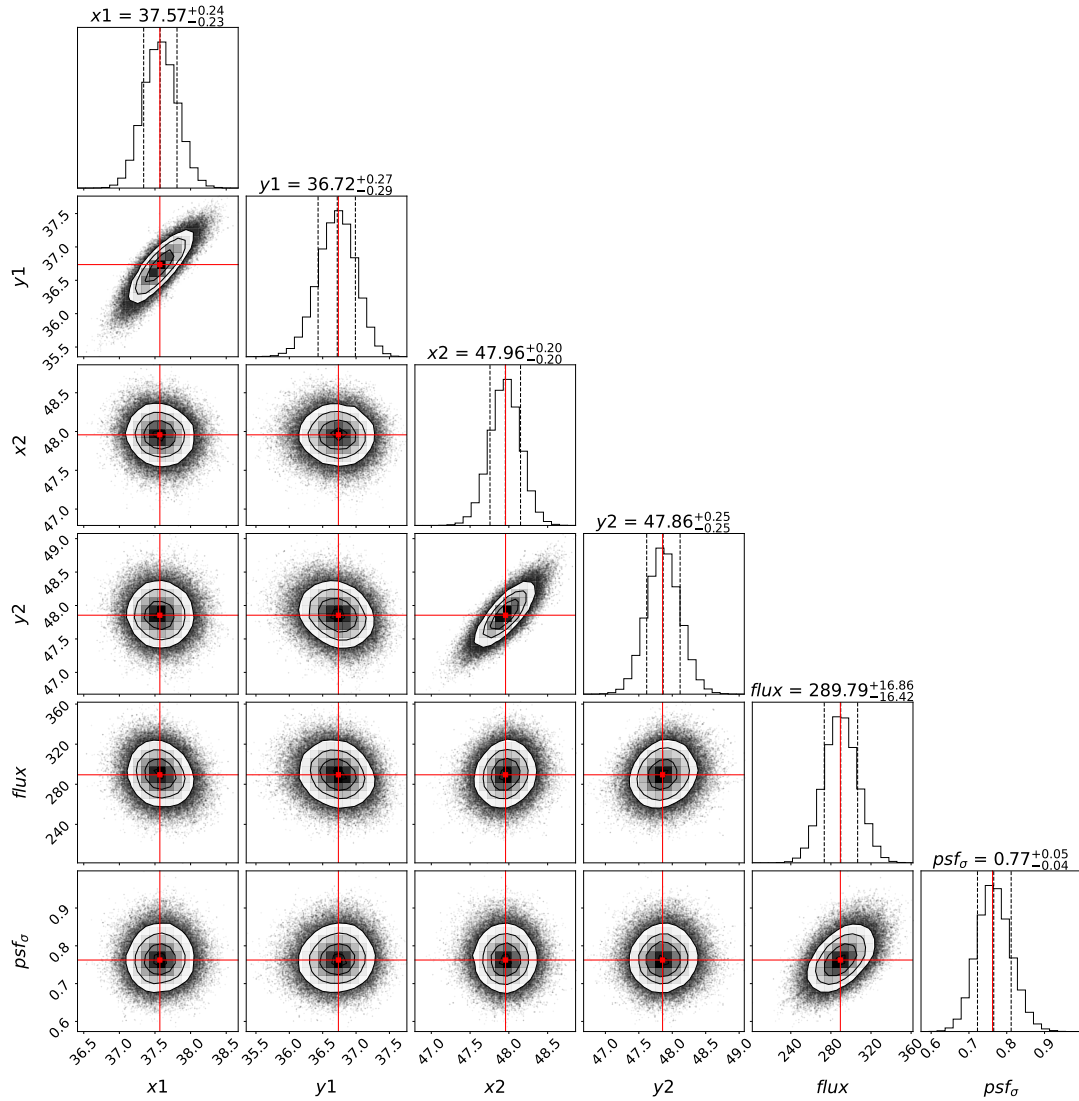 x1 = 37.57+0.24−0.23
y1 = 36.72+0.27−0.29
37.5
37.0
36.5
36.0
35.5
y1
x2 = 47.96+0.20−0.20
48.5
48.0
47.5
47.0
x2
y2 = 47.86+0.25−0.25
49.0
48.5
48.0
47.5
47.0
y2
flux = 289.79+16.86−16.42
360
320
280
240
flux
psfσ = 0.77+0.05−0.04
0.9
0.8
0.7
0.6
psfσ
36.5 37.0 37.5 38.0 38.5 35.5 36.0 36.5 37.0 37.5 47.0 47.5 48.0 48.5 47.0 47.5 48.0 48.5 49.0 240 280 320 360 0.6 0.7 0.8 0.9
x1 y1 x2 y2 flux psfσ